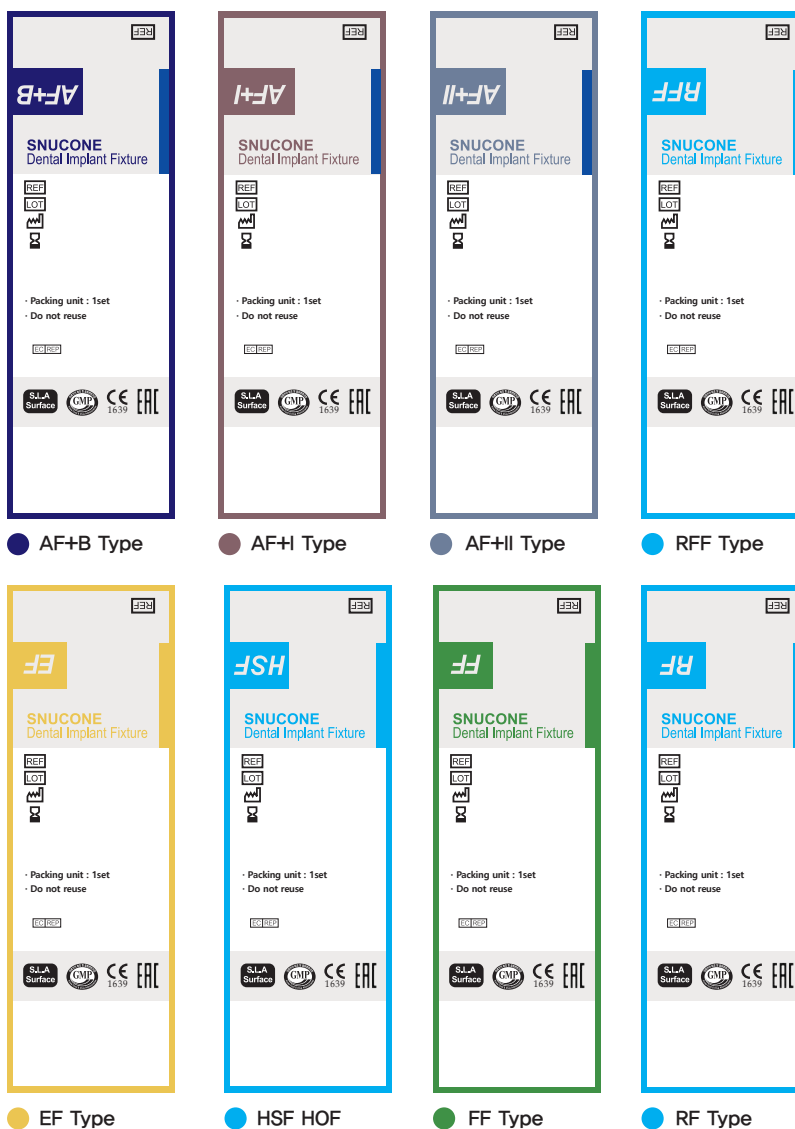 REF
AF+B
SNUCONE
Dental Implant Fixture
REF
LOT
· Packing unit : 1set
· Do not reuse
EC REP
S.L.A
Surface
GMP
CE
1639
EAC
AF+B Type
REF
AF+I
SNUCONE
Dental Implant Fixture
REF
LOT
· Packing unit : 1set
· Do not reuse
EC REP
S.L.A
Surface
GMP
CE
1639
EAC
AF+I Type
REF
AF+II
SNUCONE
Dental Implant Fixture
REF
LOT
· Packing unit : 1set
· Do not reuse
EC REP
S.L.A
Surface
GMP
CE
1639
EAC
AF+II Type
REF
RFF
SNUCONE
Dental Implant Fixture
REF
LOT
· Packing unit : 1set
· Do not reuse
EC REP
S.L.A
Surface
GMP
CE
1639
EAC
RFF Type
REF
EF
SNUCONE
Dental Implant Fixture
REF
LOT
· Packing unit : 1set
· Do not reuse
EC REP
S.L.A
Surface
GMP
CE
1639
EAC
EF Type
REF
HSF
SNUCONE
Dental Implant Fixture
REF
LOT
· Packing unit : 1set
· Do not reuse
EC REP
S.L.A
Surface
GMP
CE
1639
EAC
HSF HOF
REF
FF
SNUCONE
Dental Implant Fixture
REF
LOT
· Packing unit : 1set
· Do not reuse
EC REP
S.L.A
Surface
GMP
CE
1639
EAC
FF Type
REF
RF
SNUCONE
Dental Implant Fixture
REF
LOT
· Packing unit : 1set
· Do not reuse
EC REP
S.L.A
Surface
GMP
CE
1639
EAC
RF Type